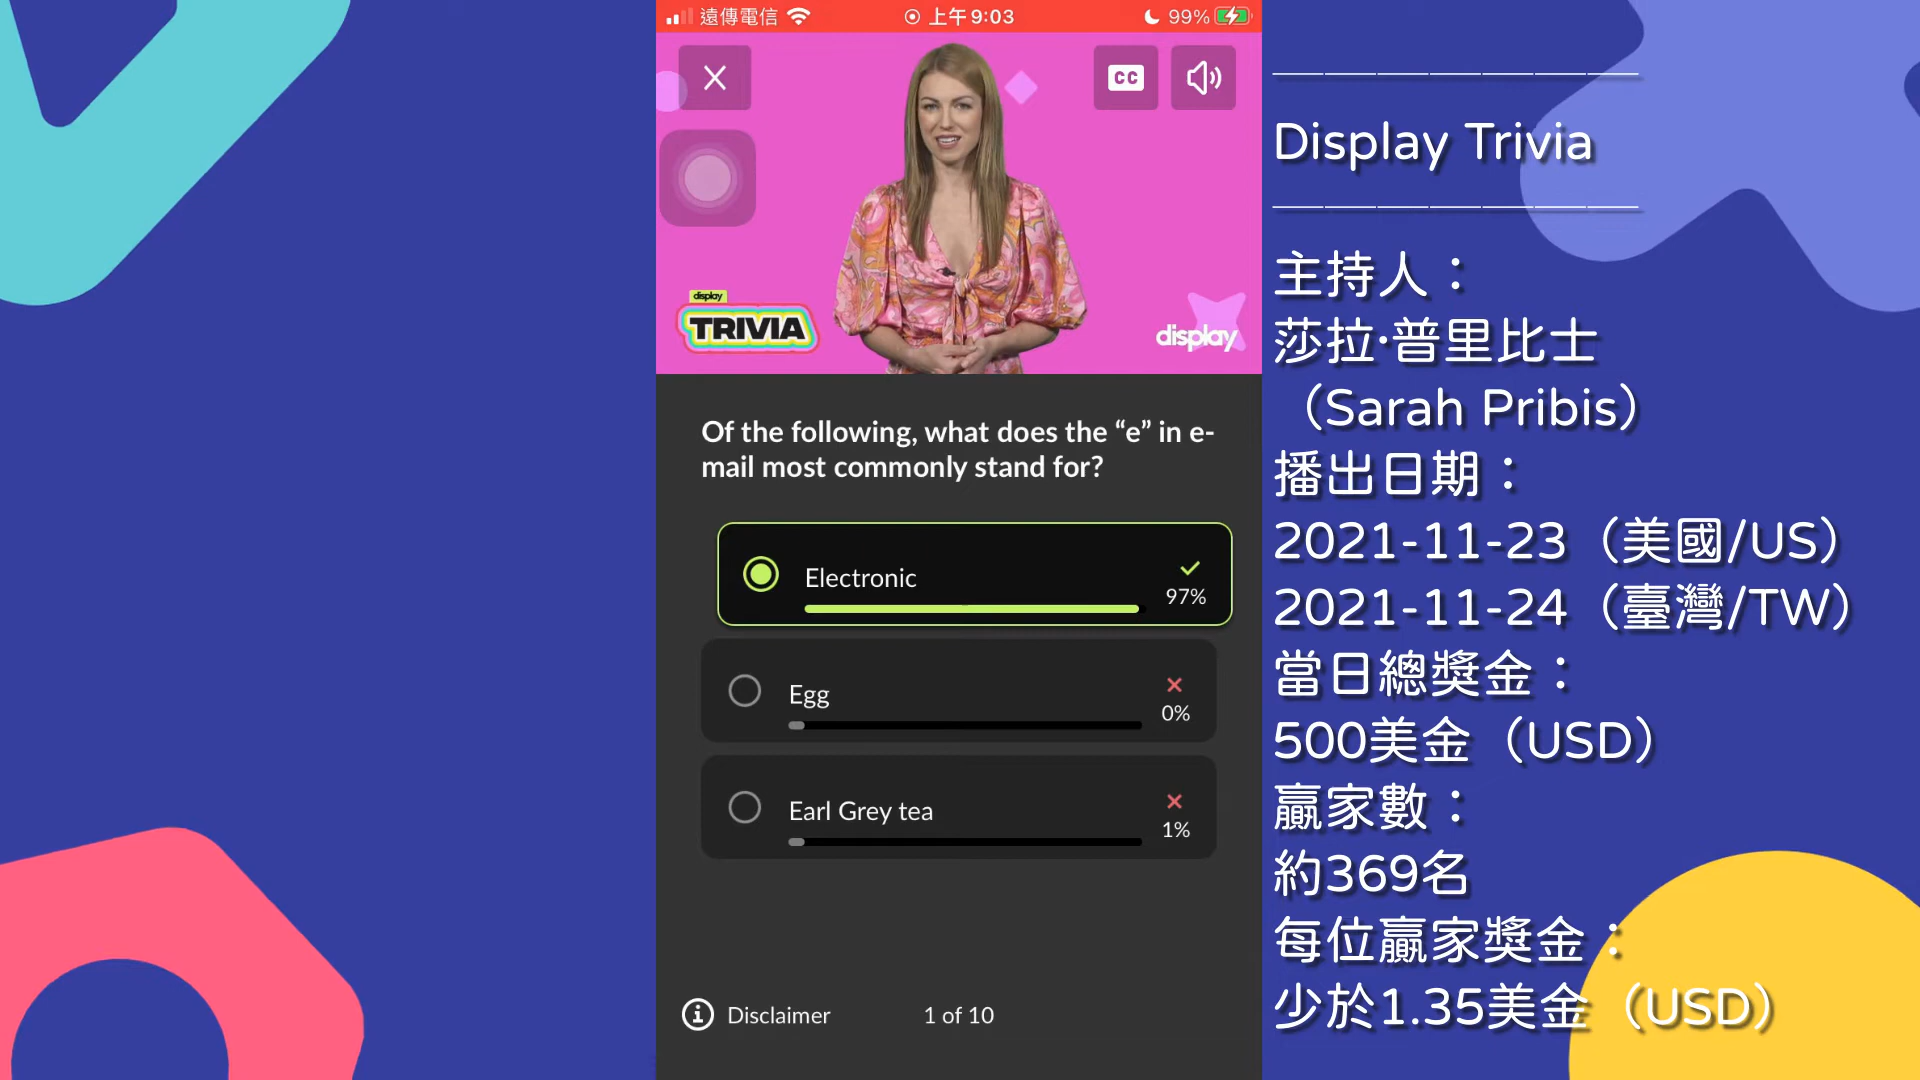 遠傳電信
上午9:03
99%
CC
display
TRIVIA
display
Of the following, what does the “e” in e-
mail most commonly stand for?
Electronic
97%
Egg
0%
Earl Grey tea
1%
Disclaimer
1 of 10
Display Trivia
主持人：
莎拉·普里比士
（Sarah Pribis）
播出日期：
2021-11-23（美國/US）
2021-11-24（臺灣/TW）
當日總獎金：
500美金（USD）
贏家數：
約369名
每位贏家獎金：
少於1.35美金（USD）